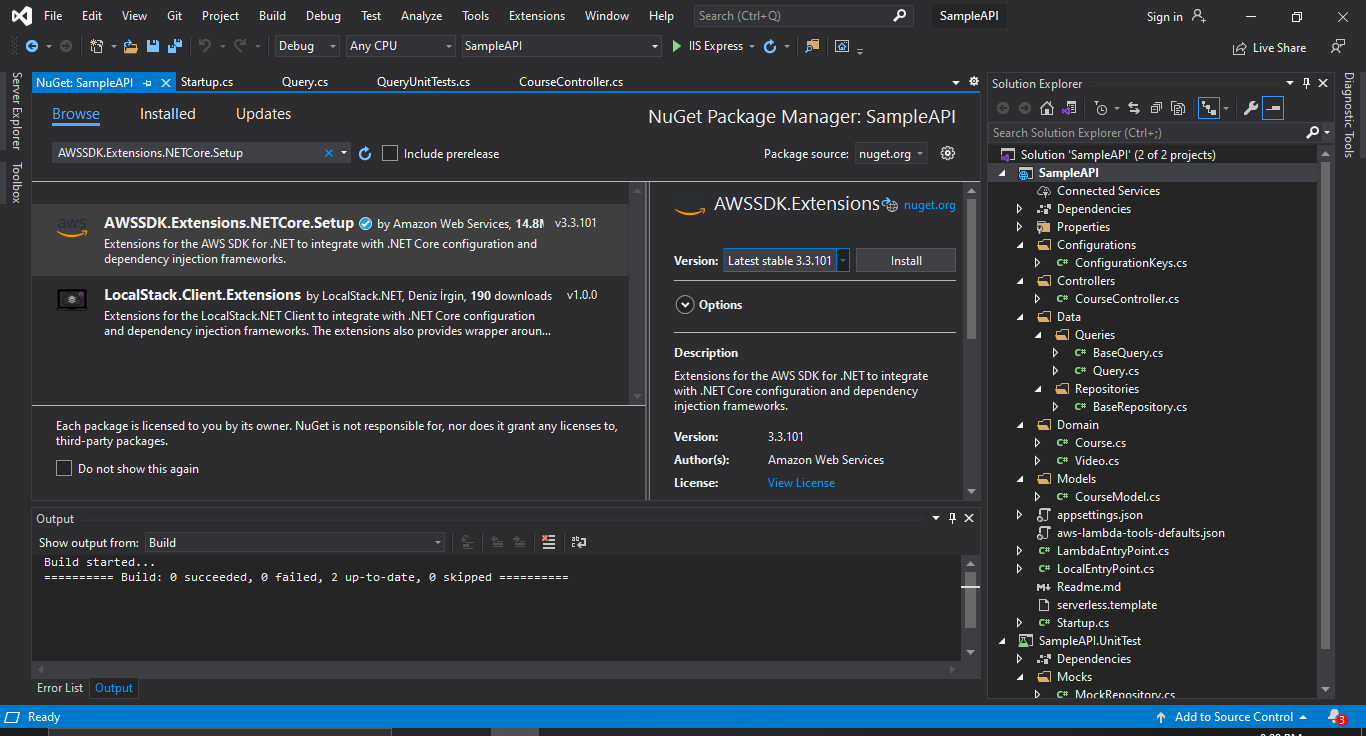 File Edit View Git Project Build Debug Test Analyze Tools Extensions Window Help Search (Ctrl+Q) SampleAPI Sign in
Debug Any CPU SampleAPI IIS Express Live Share
Server Explorer
Toolbox
NuGet: SampleAPI Startup.cs Query.cs QueryUnitTests.cs CourseController.cs
Browse Installed Updates NuGet Package Manager: SampleAPI
AWSSDK.Extensions.NETCore.Setup Include prerelease Package source: nuget.org
aws
AWSSDK.Extensions.NETCore.Setup by Amazon Web Services, 14.8M v3.3.101
Extensions for the AWS SDK for .NET to integrate with .NET Core configuration and
dependency injection frameworks.
LocalStack.Client.Extensions by LocalStack.NET, Deniz İrgin, 190 downloads v1.0.0
Extensions for the LocalStack.NET Client to integrate with .NET Core configuration
and dependency injection frameworks. The extensions also provides wrapper aroun...
Each package is licensed to you by its owner. NuGet is not responsible for, nor does it grant any licenses to,
third-party packages.
Do not show this again
AWSSDK.Extensions nuget.org
Version: Latest stable 3.3.101 Install
Options
Description
Extensions for the AWS SDK for .NET to integrate
with .NET Core configuration and dependency
injection frameworks.
Version: 3.3.101
Author(s): Amazon Web Services
License: View License
Output
Show output from: Build
Build started...
========== Build: 0 succeeded, 0 failed, 2 up-to-date, 0 skipped ==========
Error List Output
Solution Explorer
Search Solution Explorer (Ctrl+;)
Solution 'SampleAPI' (2 of 2 projects)
SampleAPI
Connected Services
Dependencies
Properties
Configurations
C# ConfigurationKeys.cs
Controllers
C# CourseController.cs
Data
Queries
C# BaseQuery.cs
C# Query.cs
Repositories
C# BaseRepository.cs
Domain
C# Course.cs
C# Video.cs
Models
C# CourseModel.cs
appsettings.json
aws-lambda-tools-defaults.json
C# LambdaEntryPoint.cs
C# LocalEntryPoint.cs
Readme.md
serverless.template
C# Startup.cs
SampleAPI.UnitTest
Dependencies
Mocks
C# MockRepository.cs
Diagnostic Tools
Ready Add to Source Control 3